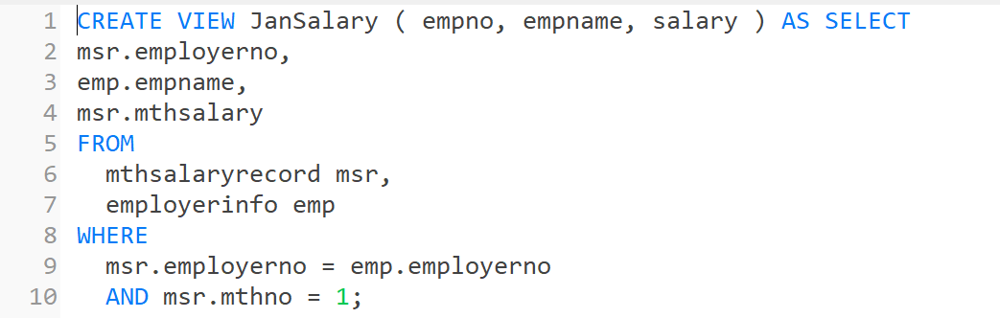 1 CREATE VIEW JanSalary ( empno, empname, salary ) AS SELECT
2 msr.employerno,
3 emp.empname,
4 msr.mthsalary
5 FROM
6   mthsalaryrecord msr,
7   employerinfo emp
8 WHERE
9   msr.employerno = emp.employerno
10   AND msr.mthno = 1;